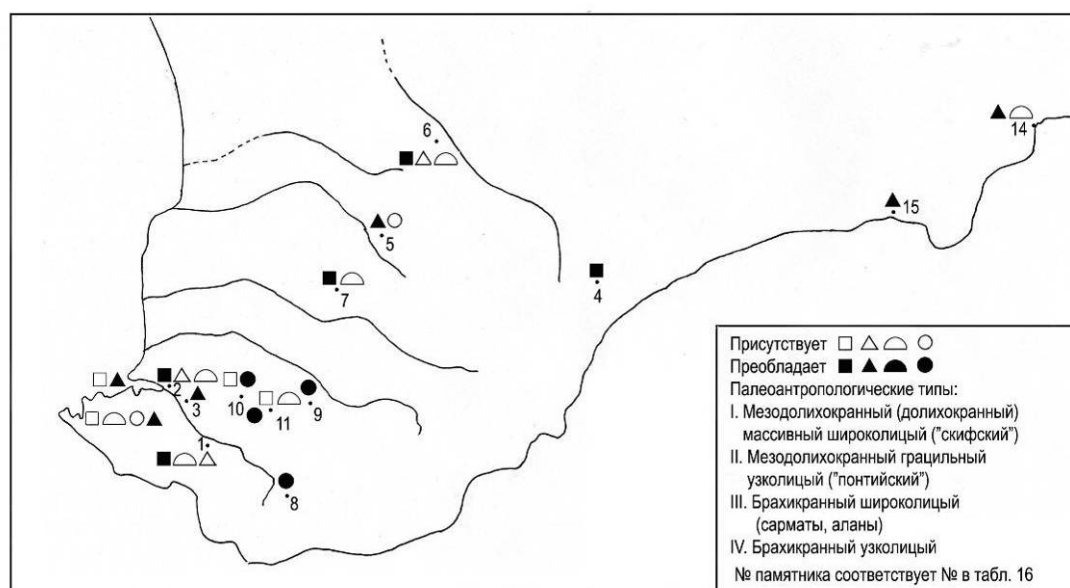 6
14
15
5
4
7
2
3
10
9
11
1
8
Присутствует
Преобладает
Палеоантропологические типы:
I. Мезодолихокранный (долихокранный)
массивный широколицый ("скифский")
II. Мезодолихокранный грацильный
узколицый ("понтийский")
III. Брахикранный широколицый
(сарматы, аланы)
IV. Брахикранный узколицый
№ памятника соответствует № в табл. 16